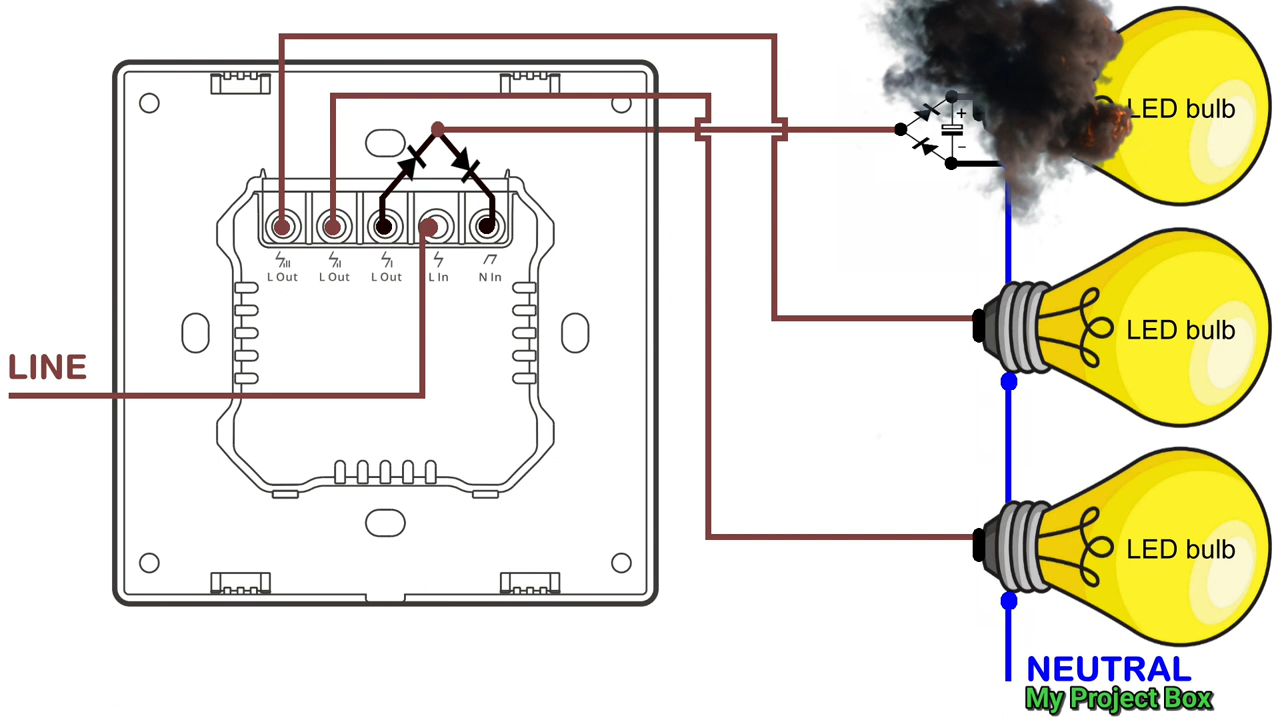 LED bulb
+
−
L Out
L Out
L Out
L In
N In
LED bulb
LINE
LED bulb
NEUTRAL
My Project Box